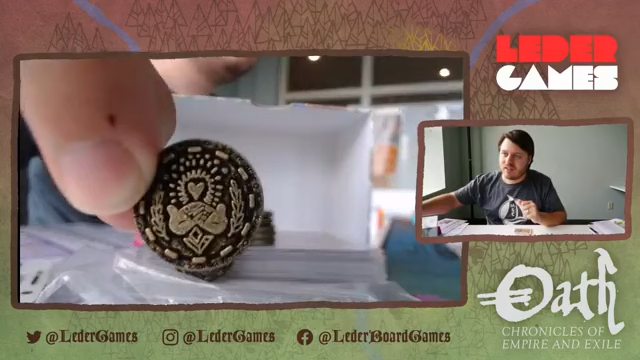 LEDER
GAMES
Oath
CHRONICLES OF
EMPIRE AND EXILE
@LederGames
@LederGames
@LederBoardGames